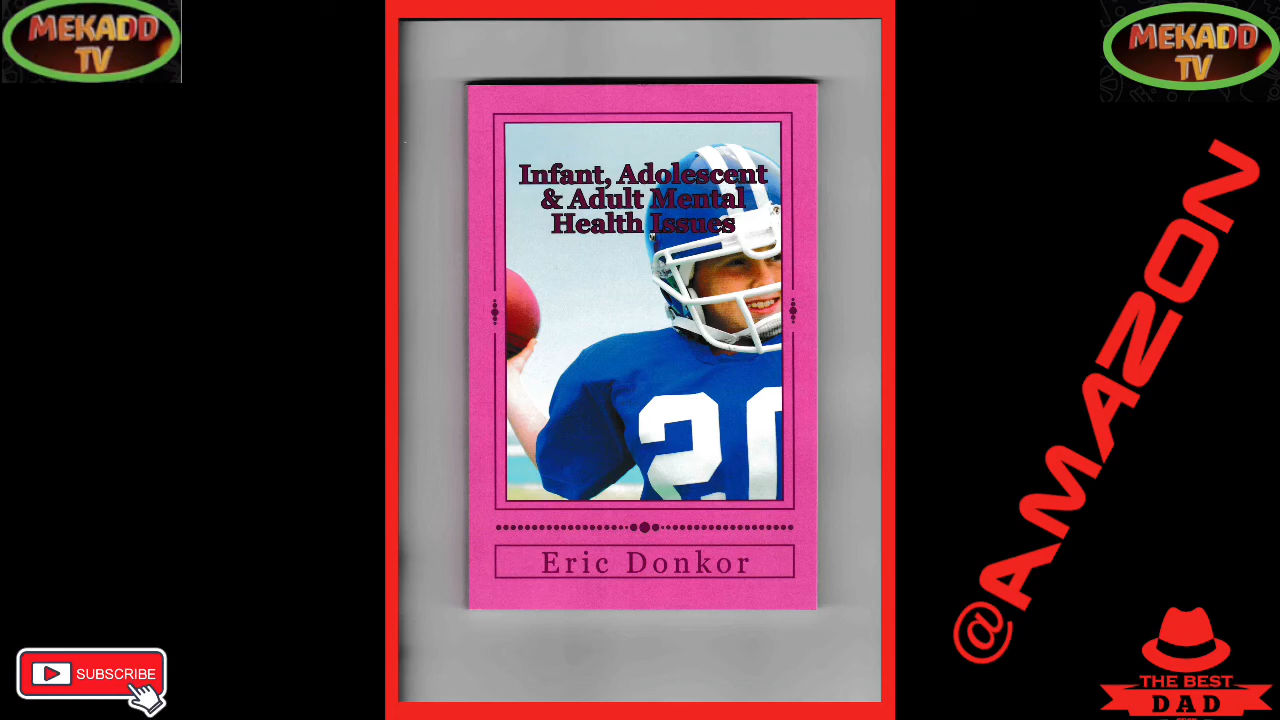 MEKADD
TV
MEKADD
TV
Infant, Adolescent
& Adult Mental
Health Issues
20
Eric Donkor
@AMAZON
SUBSCRIBE
THE BEST
DAD